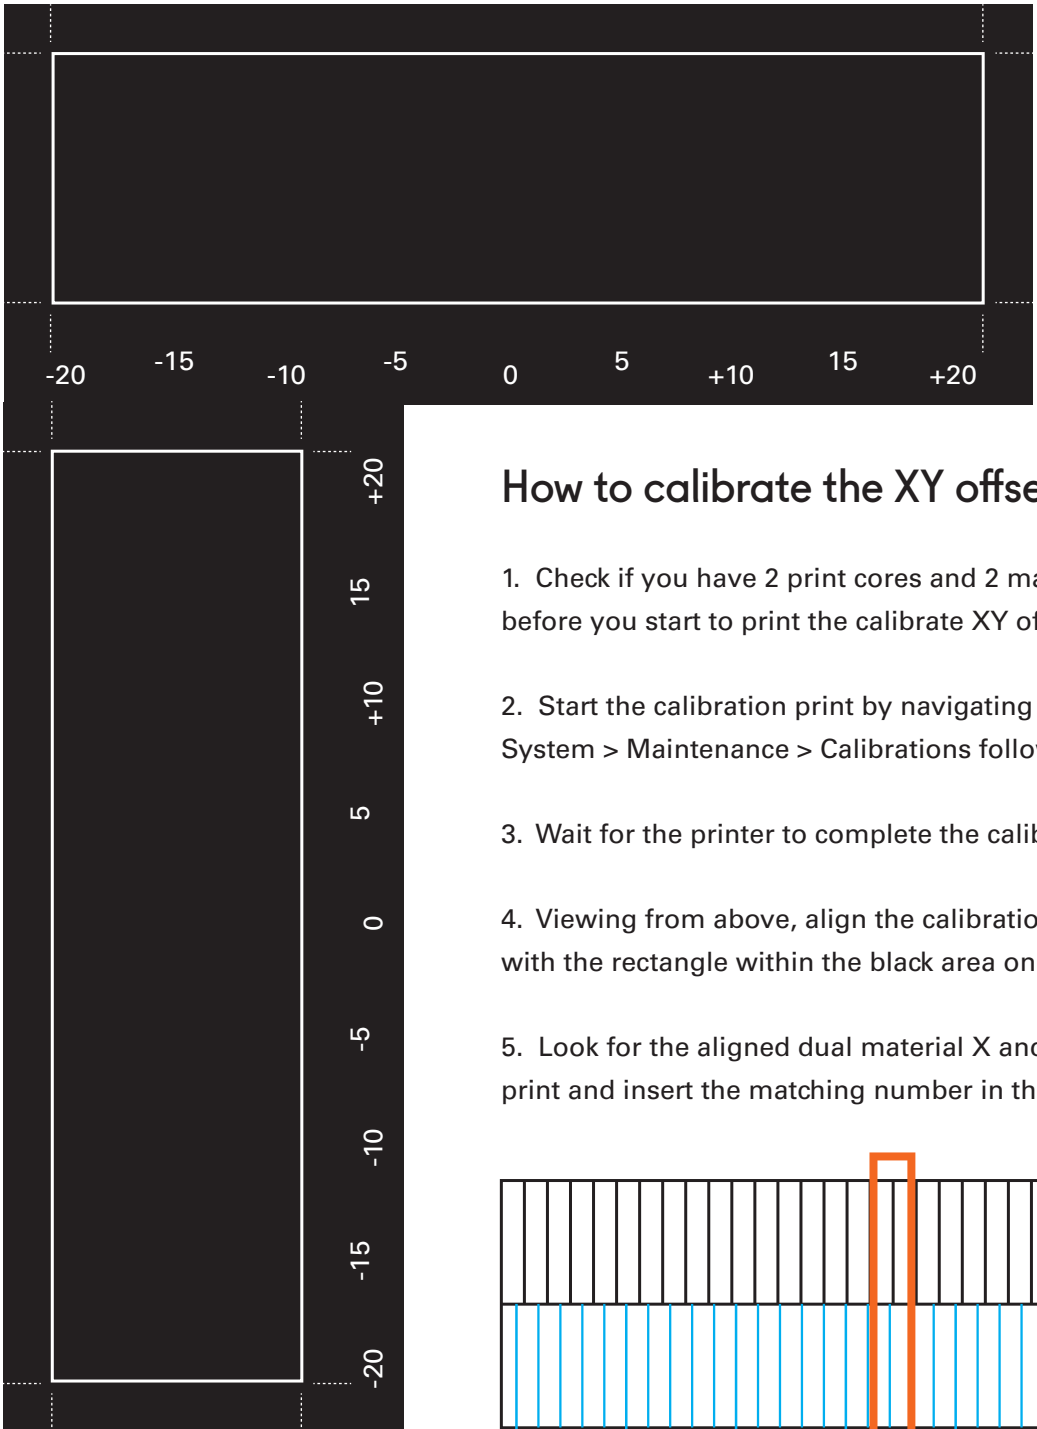 -20 -15 -10 -5 0 5 +10 15 +20
+20
15
+10
5
0
-5
-10
-15
-20
How to calibrate the XY offse
1. Check if you have 2 print cores and 2 ma
before you start to print the calibrate XY of
2. Start the calibration print by navigating
System > Maintenance > Calibrations follo
3. Wait for the printer to complete the calib
4. Viewing from above, align the calibratio
with the rectangle within the black area on
5. Look for the aligned dual material X and
print and insert the matching number in th